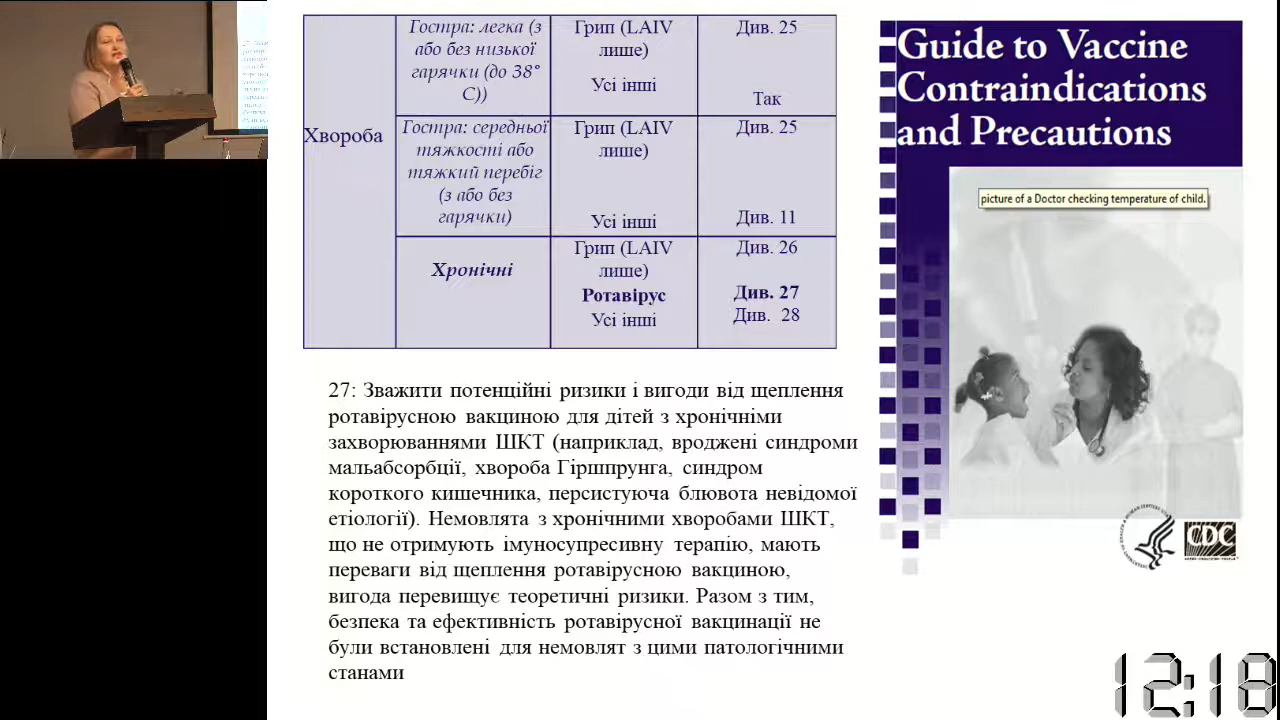 Хвороба
Гостра: легка (з
або без низкої
гарячки (до 38°
С))
Грип (LAIV
лише)
Усі інші
Див. 25
Так
Гостра: середньої
тяжкості або
тяжкий перебіг
(з або без
гарячки)
Грип (LAIV
лише)
Усі інші
Див. 25
Див. 11
Хронічні
Грип (LAIV
лише)
Ротавірус
Усі інші
Див. 26
Див. 27
Див. 28
27: Зважити потенційні ризики і вигоди від щеплення
ротавірусною вакциною для дітей з хронічніми
захворюваннями ШКТ (наприклад, вроджені синдроми
мальабсорбції, хвороба Гіршпрунга, синдром
короткого кишечника, персистуюча блювота невідомої
етіології). Немовлята з хронічними хворобами ШКТ,
що не отримують імуносупресивну терапію, мають
переваги від щеплення ротавірусною вакциною,
вигода перевищує теоретичні ризики. Разом з тим,
безпека та ефективність ротавірусної вакцинації не
були встановлені для немовлят з цими патологічними
станами
Guide to Vaccine
Contraindications
and Precautions
picture of a Doctor checking temperature of child.
CDC
12:18